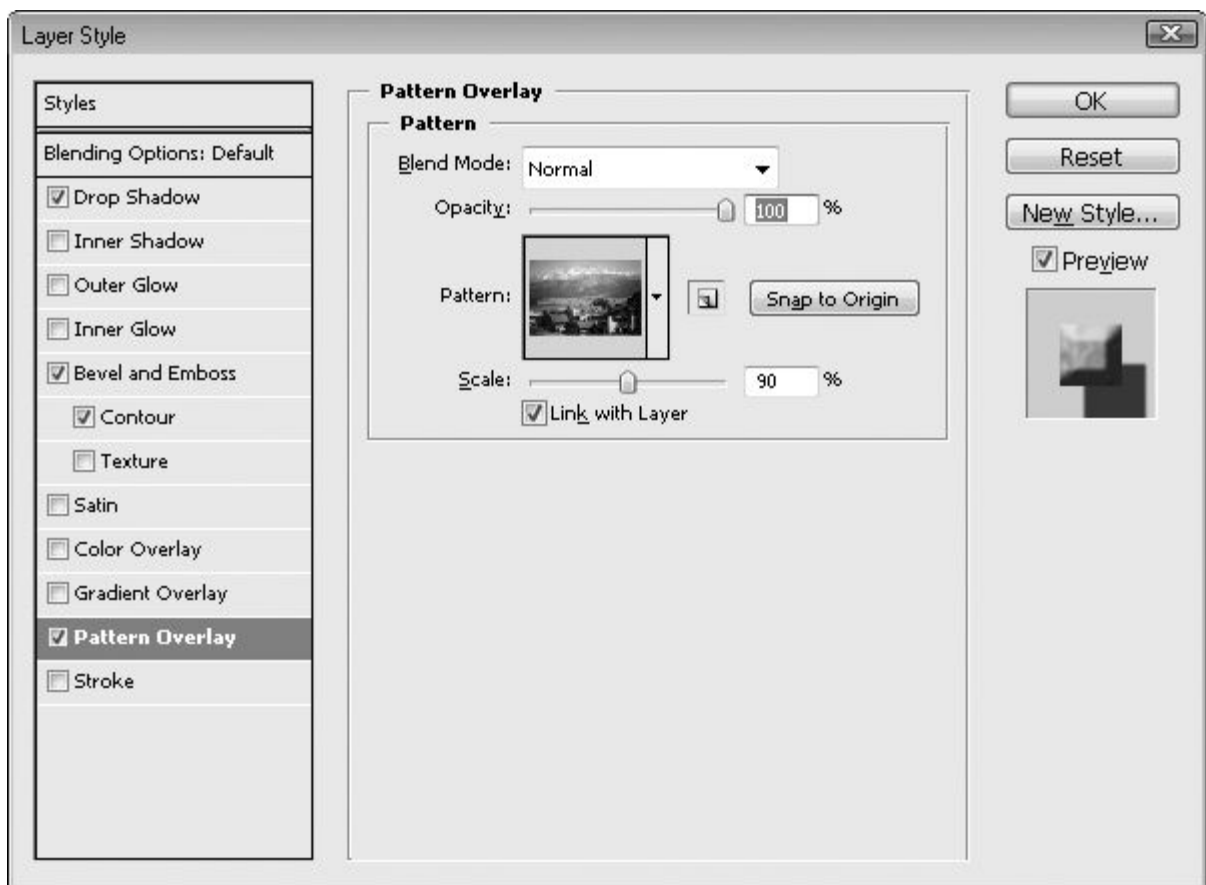 Layer Style
Styles
Blending Options: Default
Drop Shadow
Inner Shadow
Outer Glow
Inner Glow
Bevel and Emboss
Contour
Texture
Satin
Color Overlay
Gradient Overlay
Pattern Overlay
Stroke
Pattern Overlay
Pattern
Blend Mode: Normal
Opacity: 100 %
Pattern: Snap to Origin
Scale: 90 %
Link with Layer
OK
Reset
New Style...
Preview